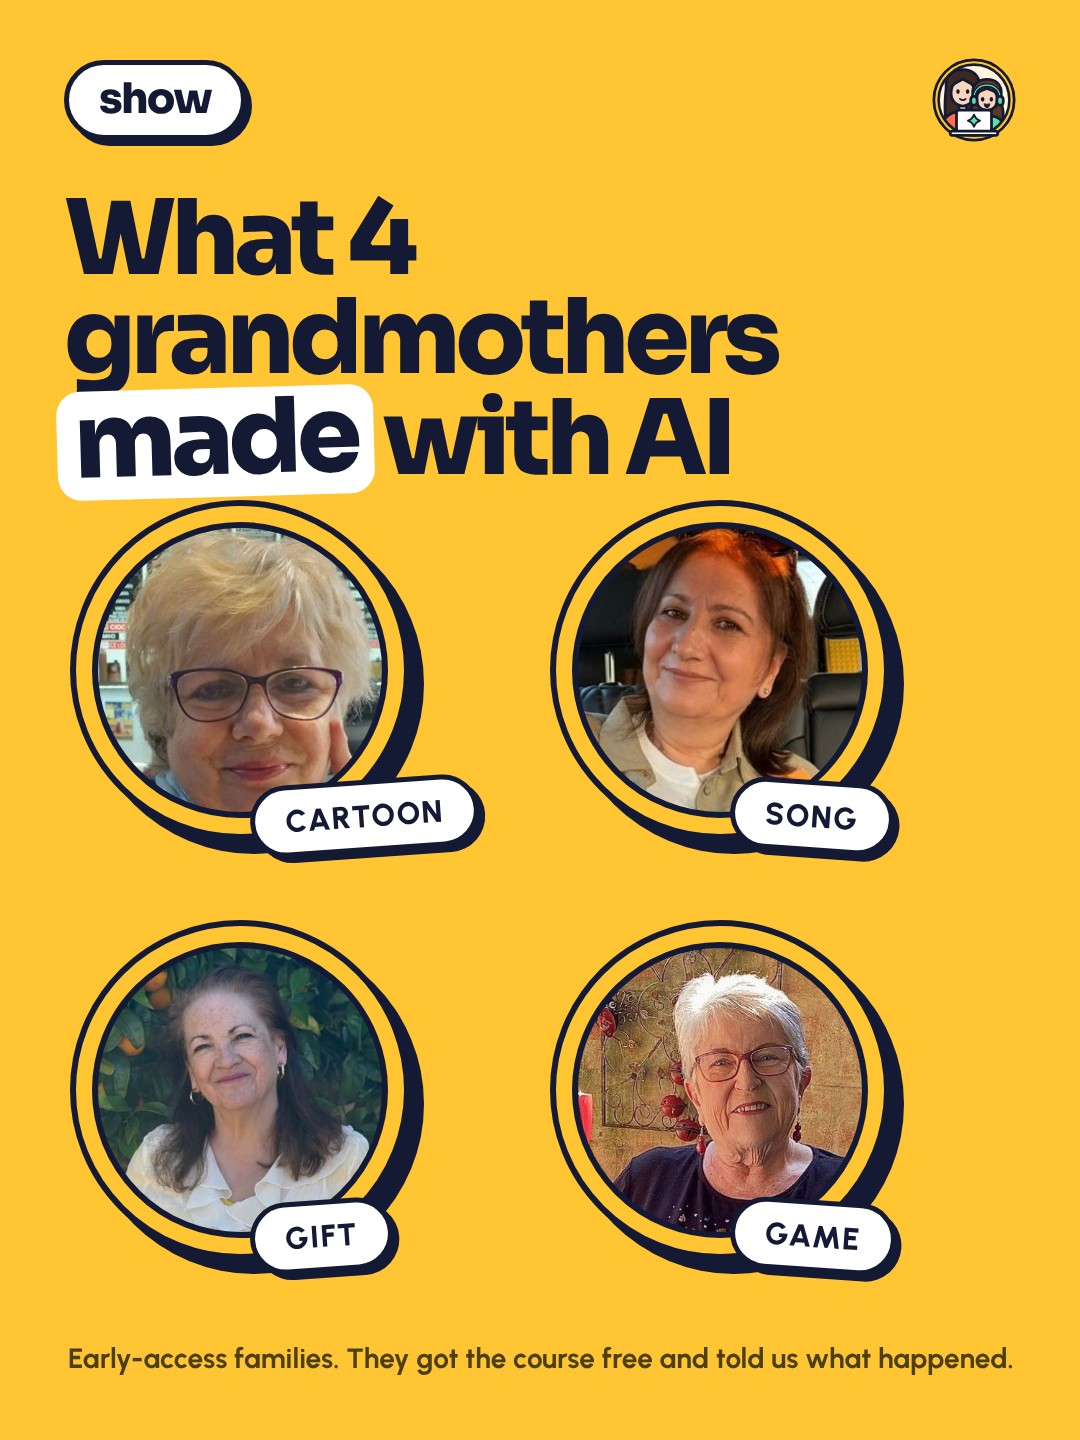 show
What 4
grandmothers
made with AI
CARTOON
SONG
GIFT
GAME
Early-access families. They got the course free and told us what happened.